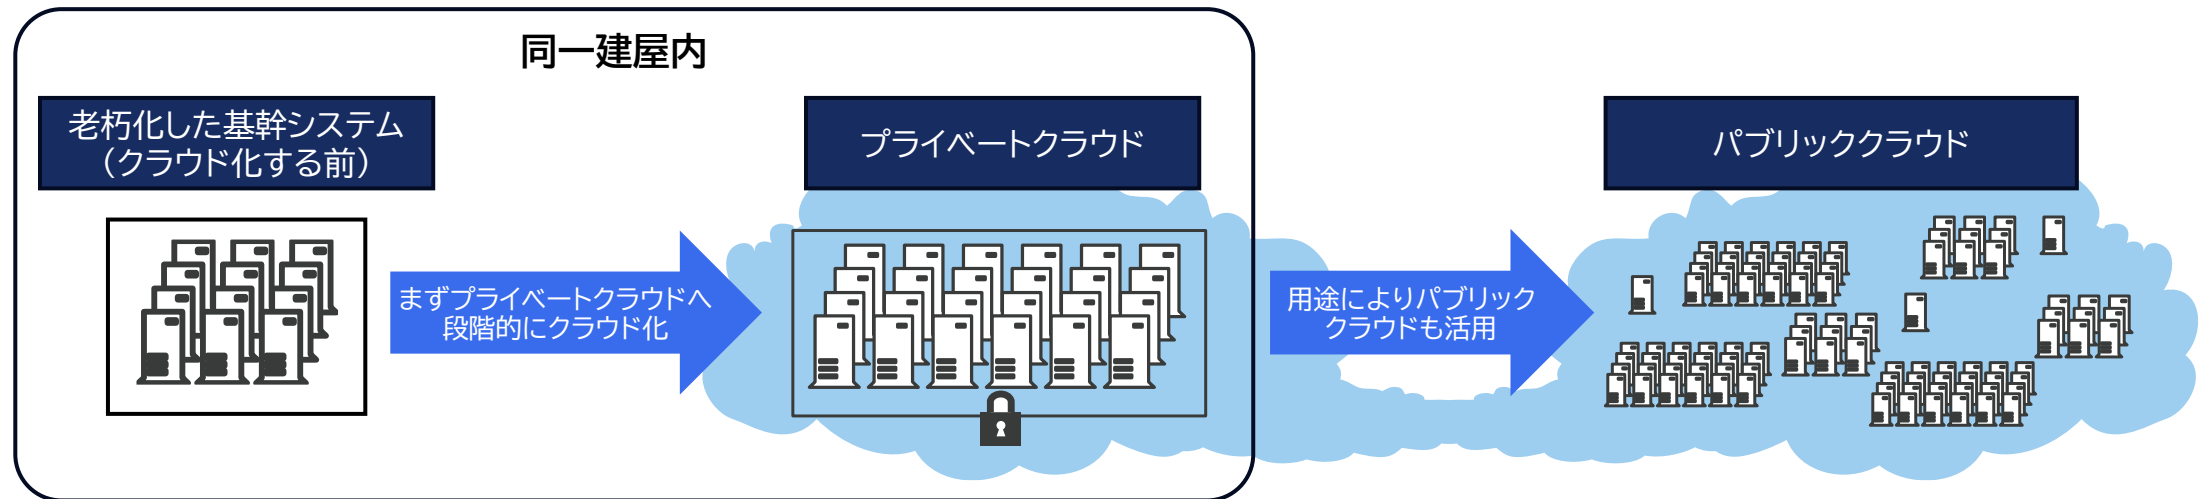 同一建屋内
老朽化した基幹システム
（クラウド化する前）
プライベートクラウド
パブリッククラウド
まずプライベートクラウドへ
段階的にクラウド化
用途によりパブリック
クラウドも活用